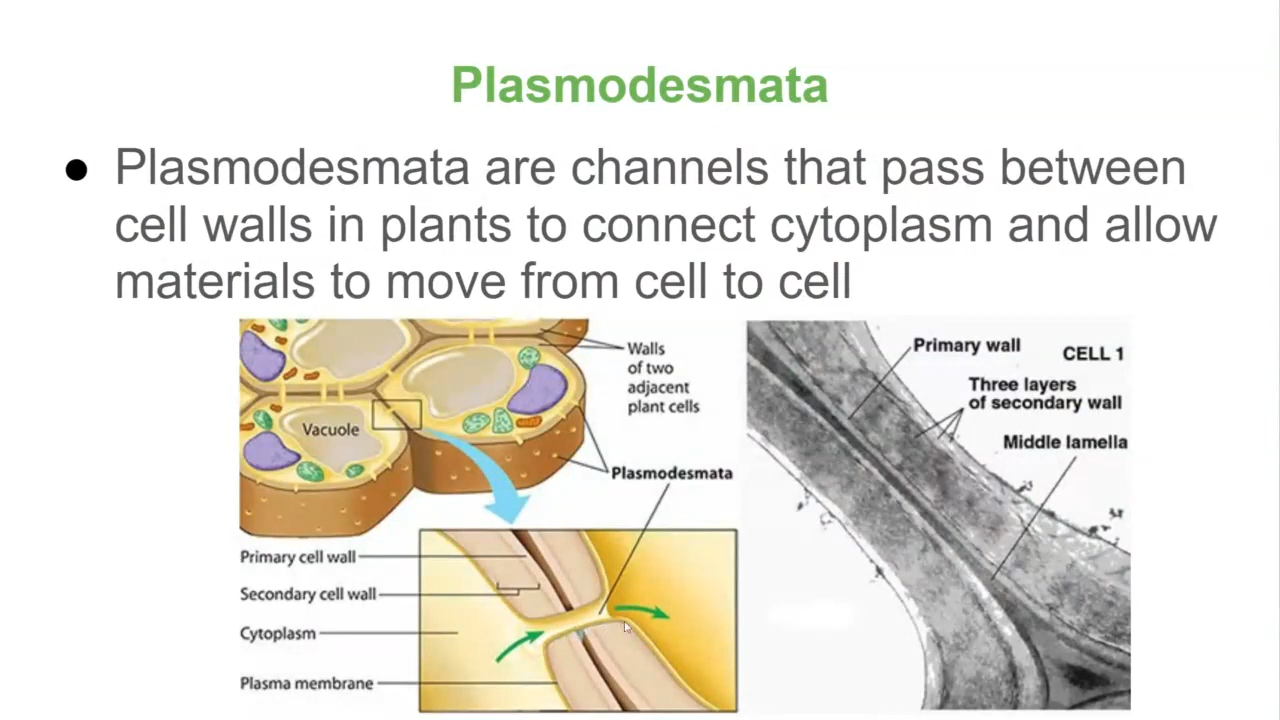 Plasmodesmata
● Plasmodesmata are channels that pass between
cell walls in plants to connect cytoplasm and allow
materials to move from cell to cell
Walls
of two
adjacent
plant cells
Vacuole
Plasmodesmata
Primary cell wall
Secondary cell wall
Cytoplasm
Plasma membrane
Primary wall
CELL 1
Three layers
of secondary wall
Middle lamella